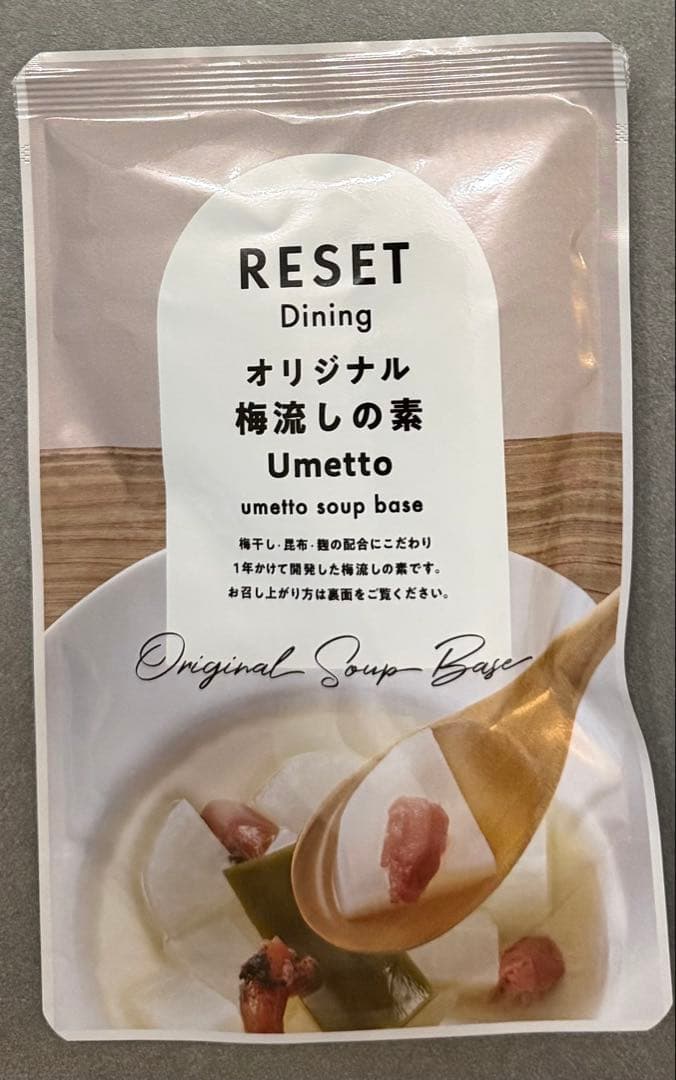 RESET
Dining
オリジナル
梅流しの素
Umetto
umetto soup base
梅干し·昆布·麹の配合にこだわり
1年かけて開発した梅流しの素です。
お召し上がり方は裏面をご覧ください。
Original Soup Base